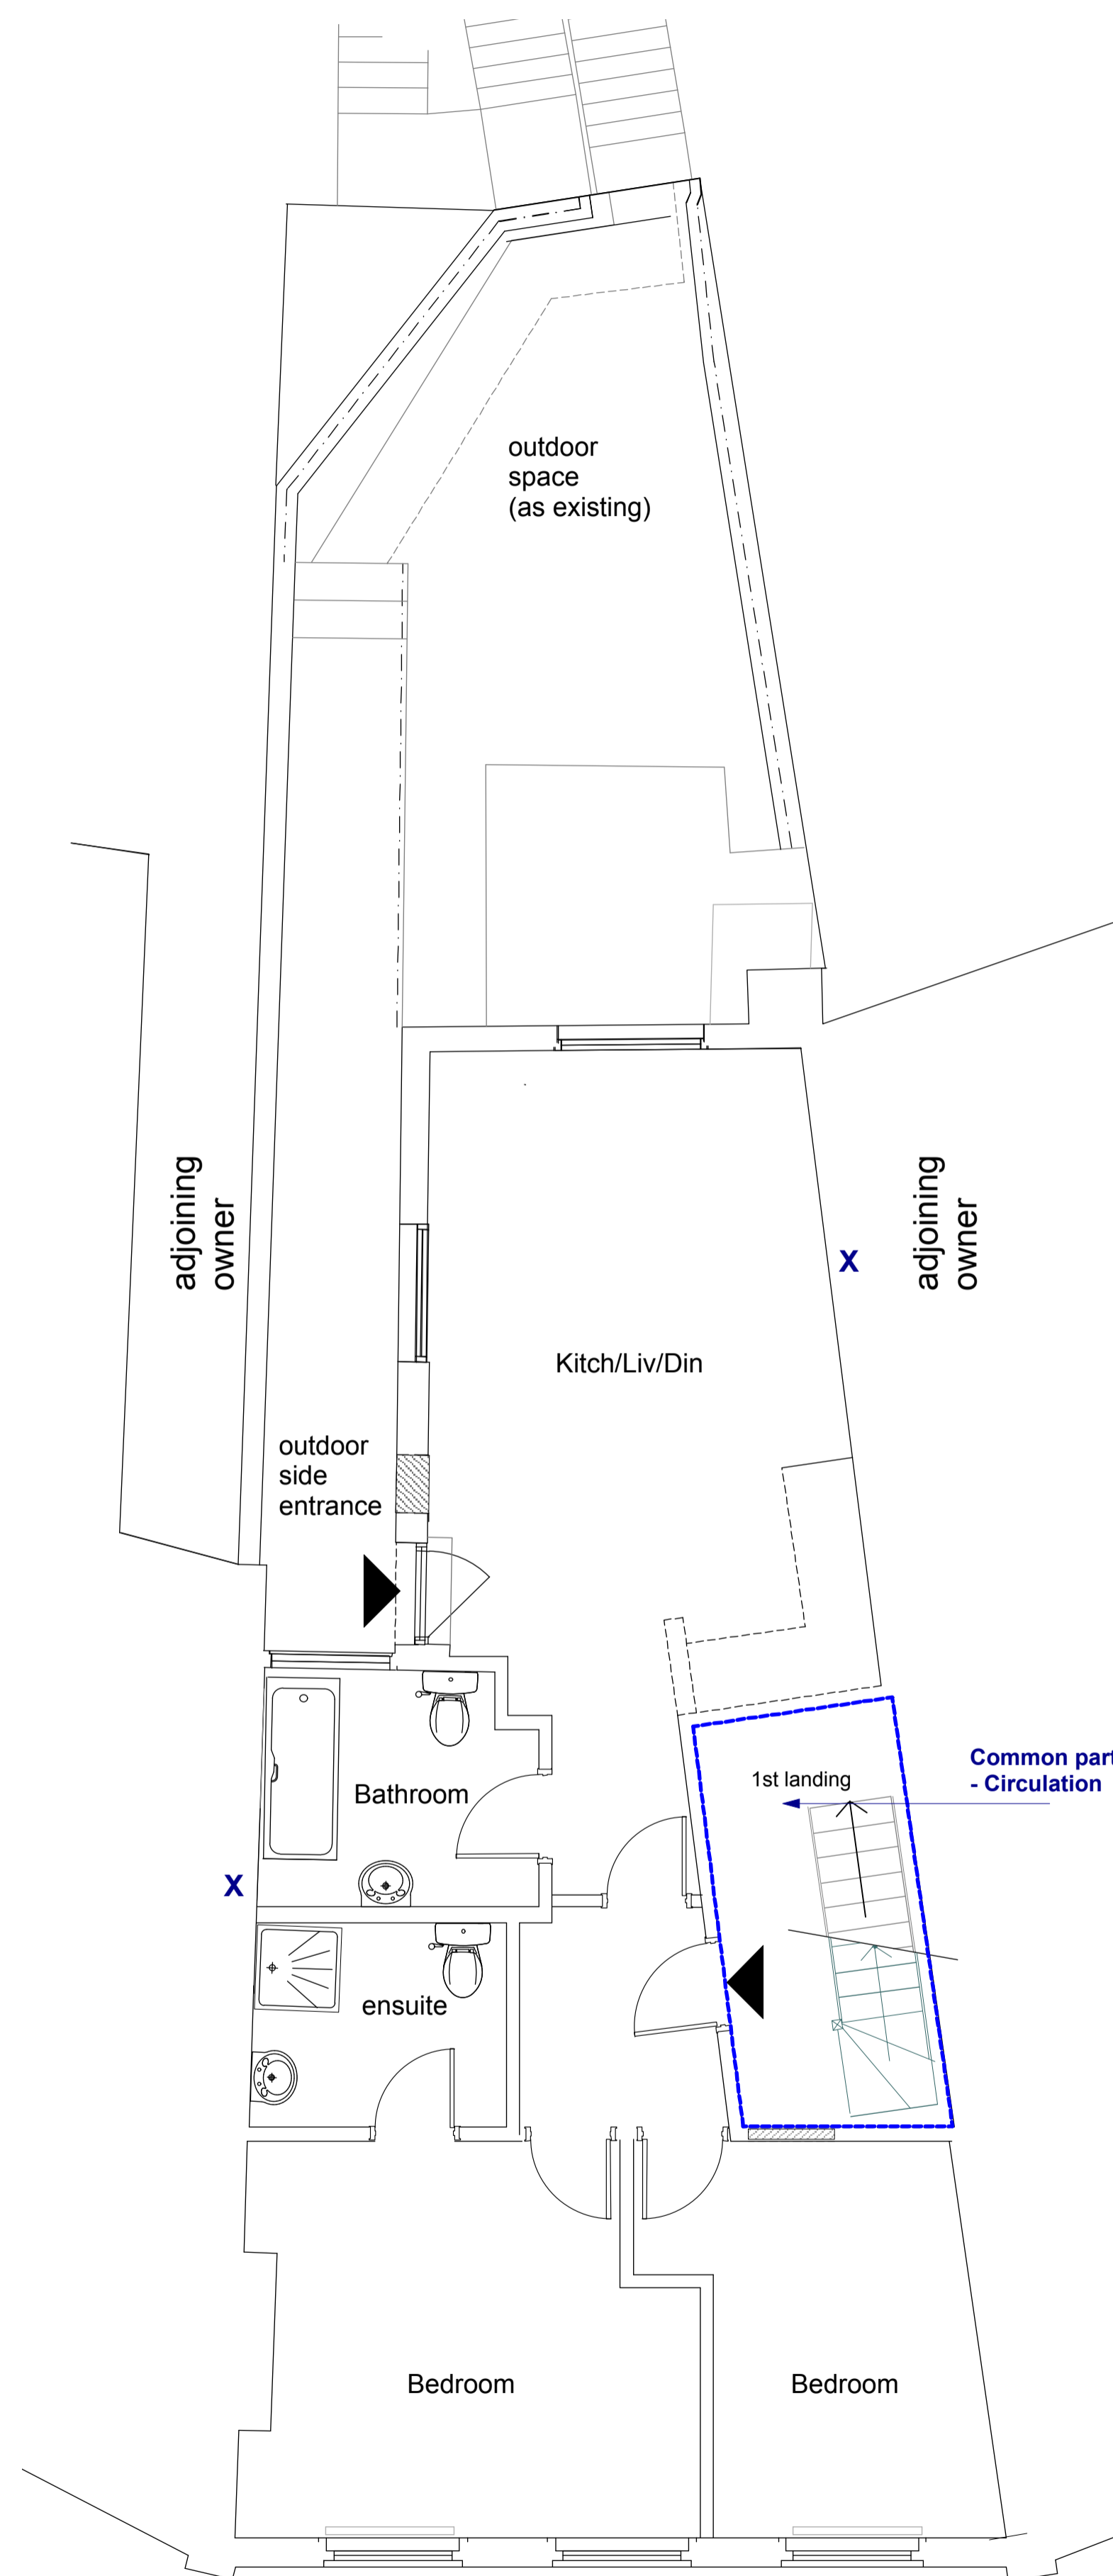 outdoor
space
(as existing)
adjoining
owner
adjoining
owner
X
Kitch/Liv/Din
outdoor
side
entrance
Common part
- Circulation
1st landing
Bathroom
X
ensuite
Bedroom
Bedroom